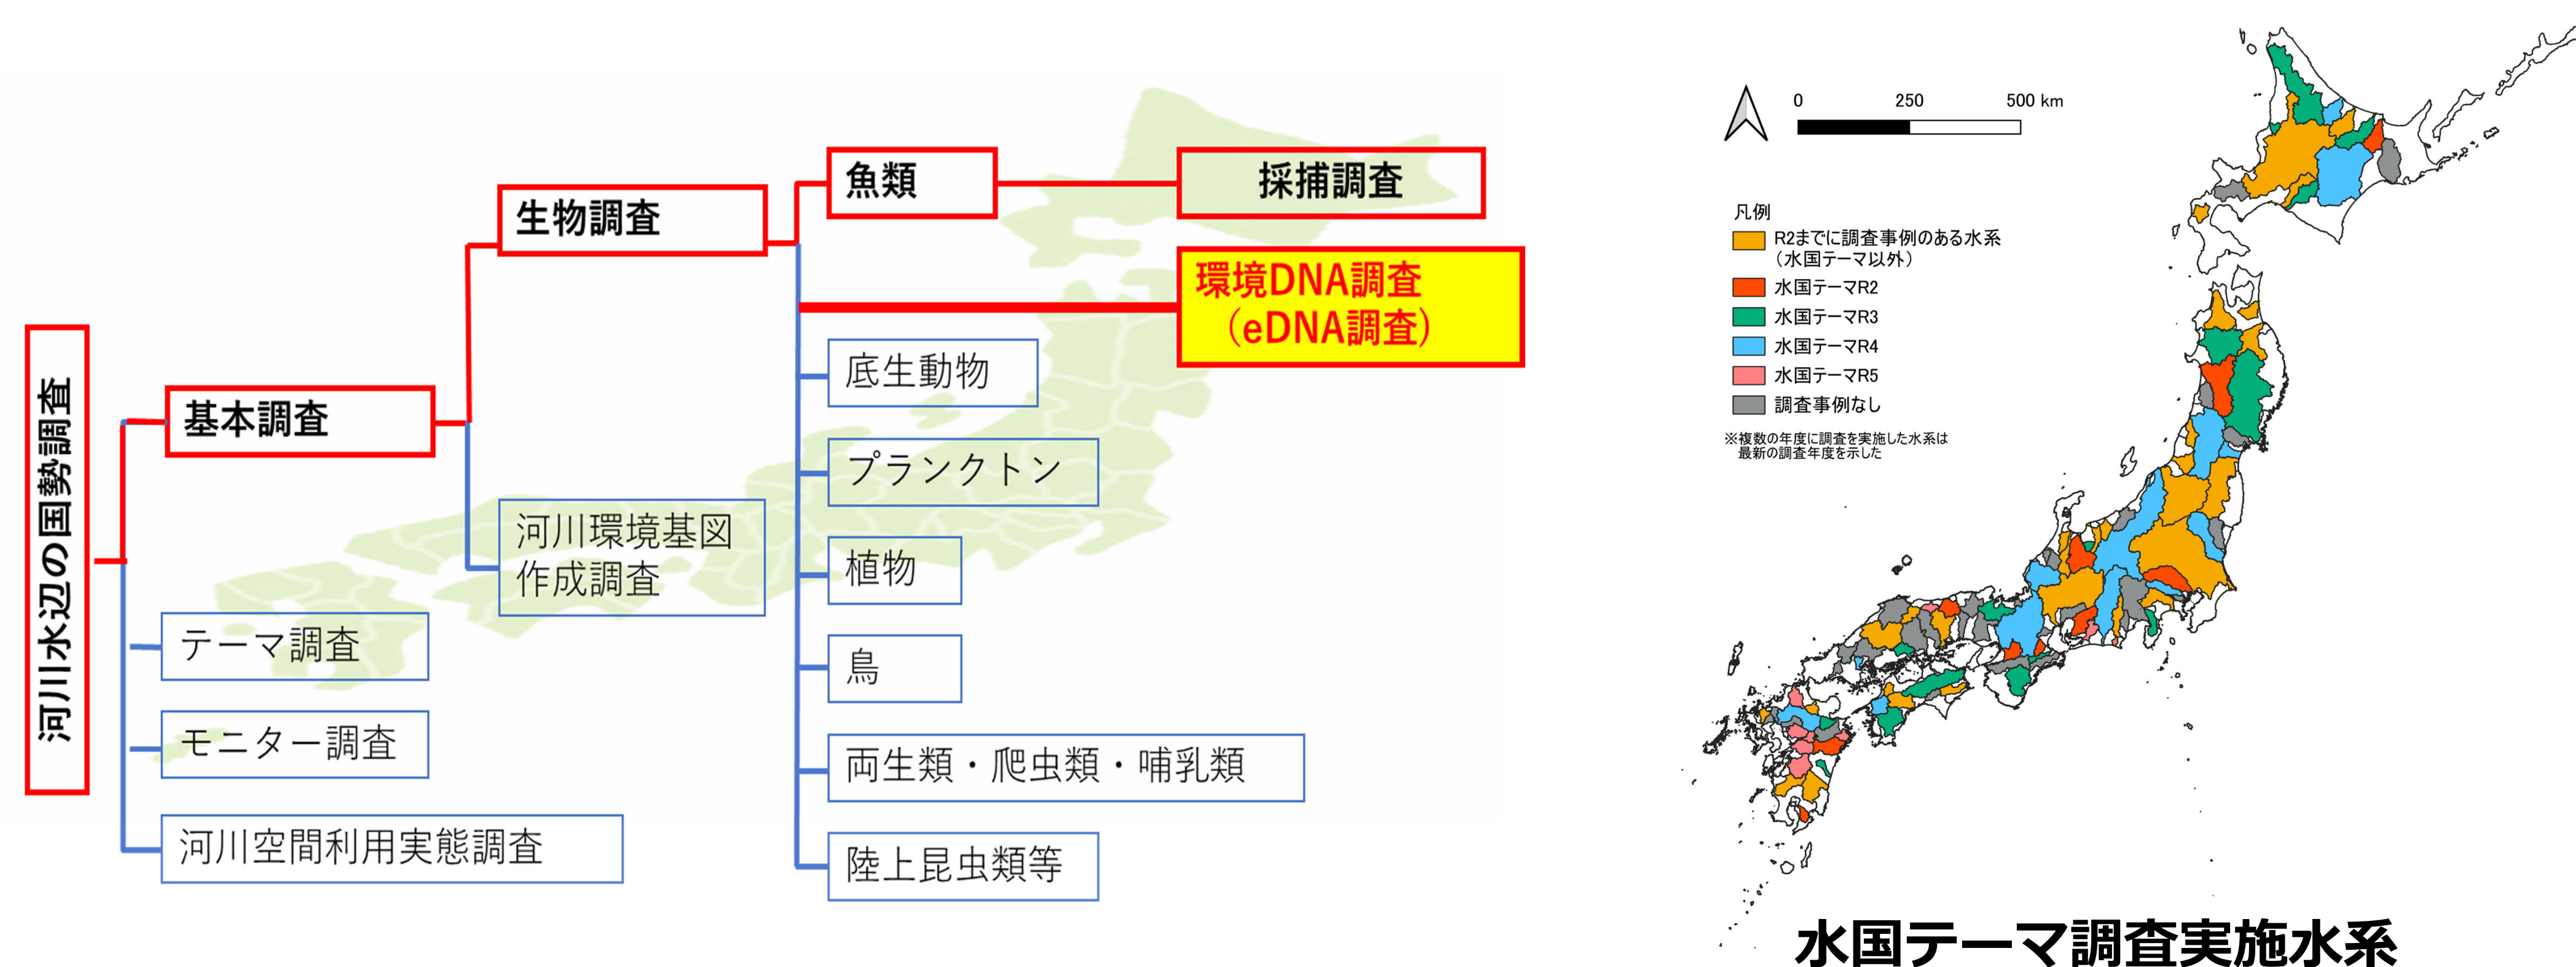 河川水辺の国勢調査
基本調査
テーマ調査
モニター調査
河川空間利用実態調査
生物調査
河川環境基図
作成調査
魚類
採捕調査
環境DNA調査
（eDNA調査）
底生動物
プランクトン
植物
鳥
両生類・爬虫類・哺乳類
陸上昆虫類等
0 250 500 km
凡例
R2までに調査事例のある水系
（水国テーマ以外）
水国テーマR2
水国テーマR3
水国テーマR4
水国テーマR5
調査事例なし
※複数の年度に調査を実施した水系は
最新の調査年度を示した
水国テーマ調査実施水系